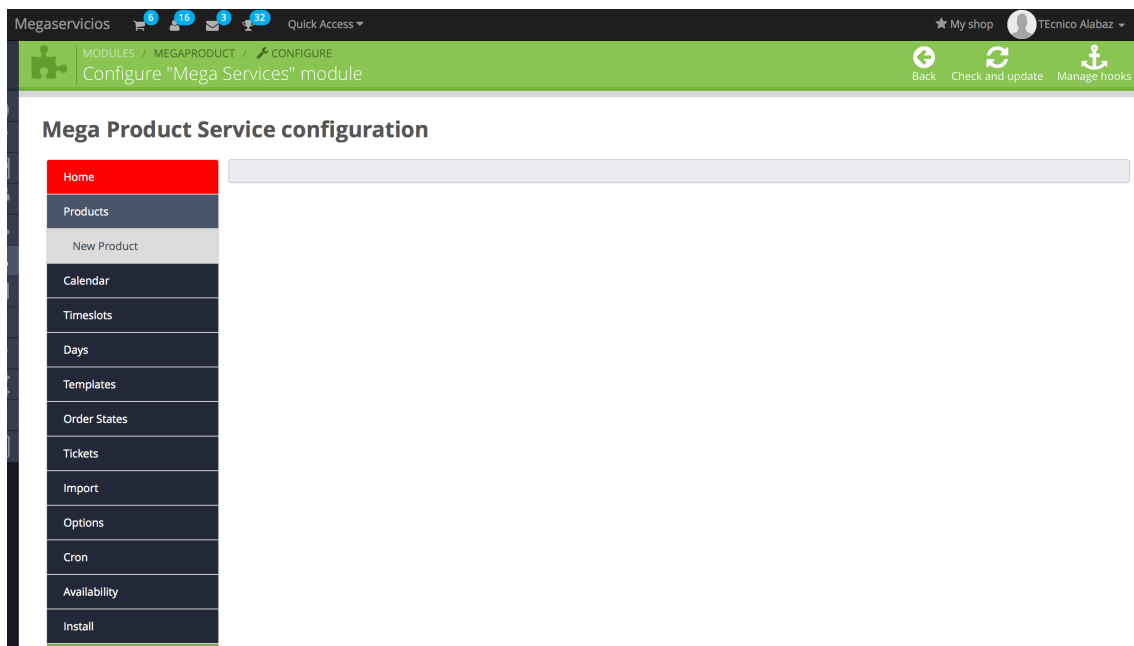 Megaservicios 6 16 3 32 Quick Access My shop TEcnico Alabaz
MODULES / MEGAPRODUCT / CONFIGURE
Configure "Mega Services" module
Back Check and update Manage hooks
Mega Product Service configuration
Home
Products
New Product
Calendar
Timeslots
Days
Templates
Order States
Tickets
Import
Options
Cron
Availability
Install